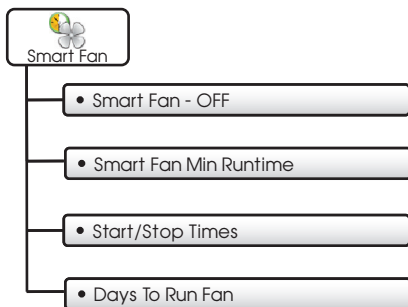 Smart Fan
• Smart Fan - OFF
• Smart Fan Min Runtime
• Start/Stop Times
• Days To Run Fan